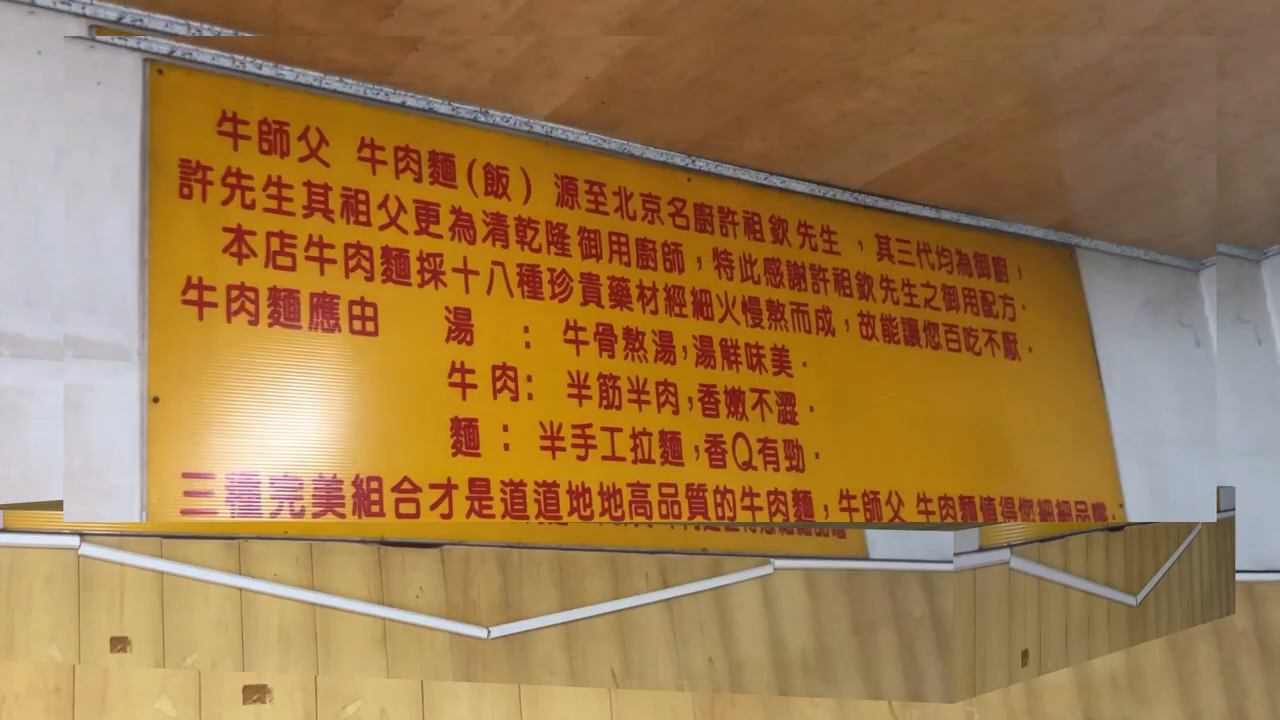 牛師父 牛肉麵(飯) 源至北京名廚許祖欽先生，其三代均為御廚，
許先生其祖父更為清乾隆御用廚師，特此感謝許祖欽先生之御用配方．
本店牛肉麵採十八種珍貴藥材經細火慢熬而成，故能讓您百吃不厭．
牛肉麵應由 湯 : 牛骨熬湯,湯鮮味美．
牛肉: 半筋半肉,香嫩不澀．
麵 : 半手工拉麵,香Q有勁．
三種完美組合才是道道地地高品質的牛肉麵，牛師父 牛肉麵值得您細細品嚐．